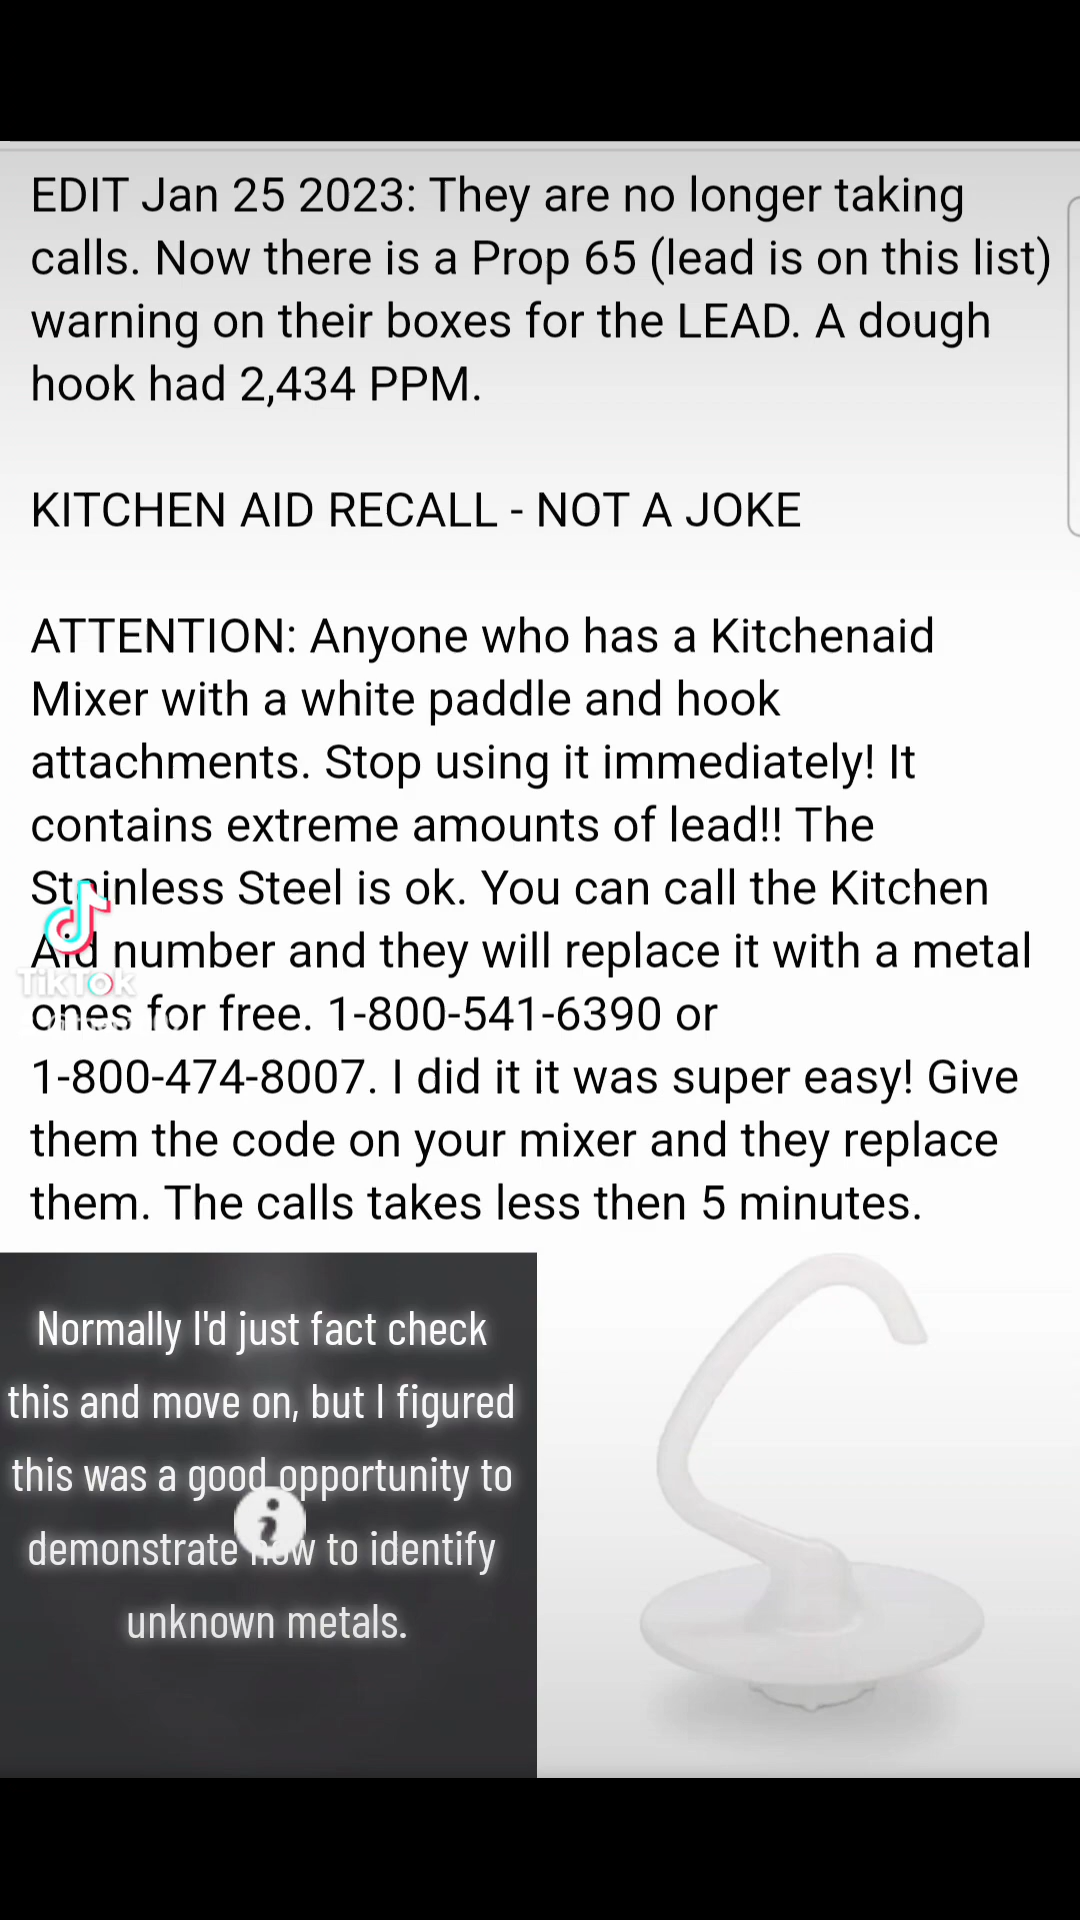 EDIT Jan 25 2023: They are no longer taking
calls. Now there is a Prop 65 (lead is on this list)
warning on their boxes for the LEAD. A dough
hook had 2,434 PPM.
KITCHEN AID RECALL - NOT A JOKE
ATTENTION: Anyone who has a Kitchenaid
Mixer with a white paddle and hook
attachments. Stop using it immediately! It
contains extreme amounts of lead!! The
Stainless Steel is ok. You can call the Kitchen
Aid number and they will replace it with a metal
ones for free. 1-800-541-6390 or
1-800-474-8007. I did it it was super easy! Give
them the code on your mixer and they replace
them. The calls takes less then 5 minutes.
TikTok
Normally I'd just fact check
this and move on, but I figured
this was a good opportunity to
demonstrate how to identify
unknown metals.